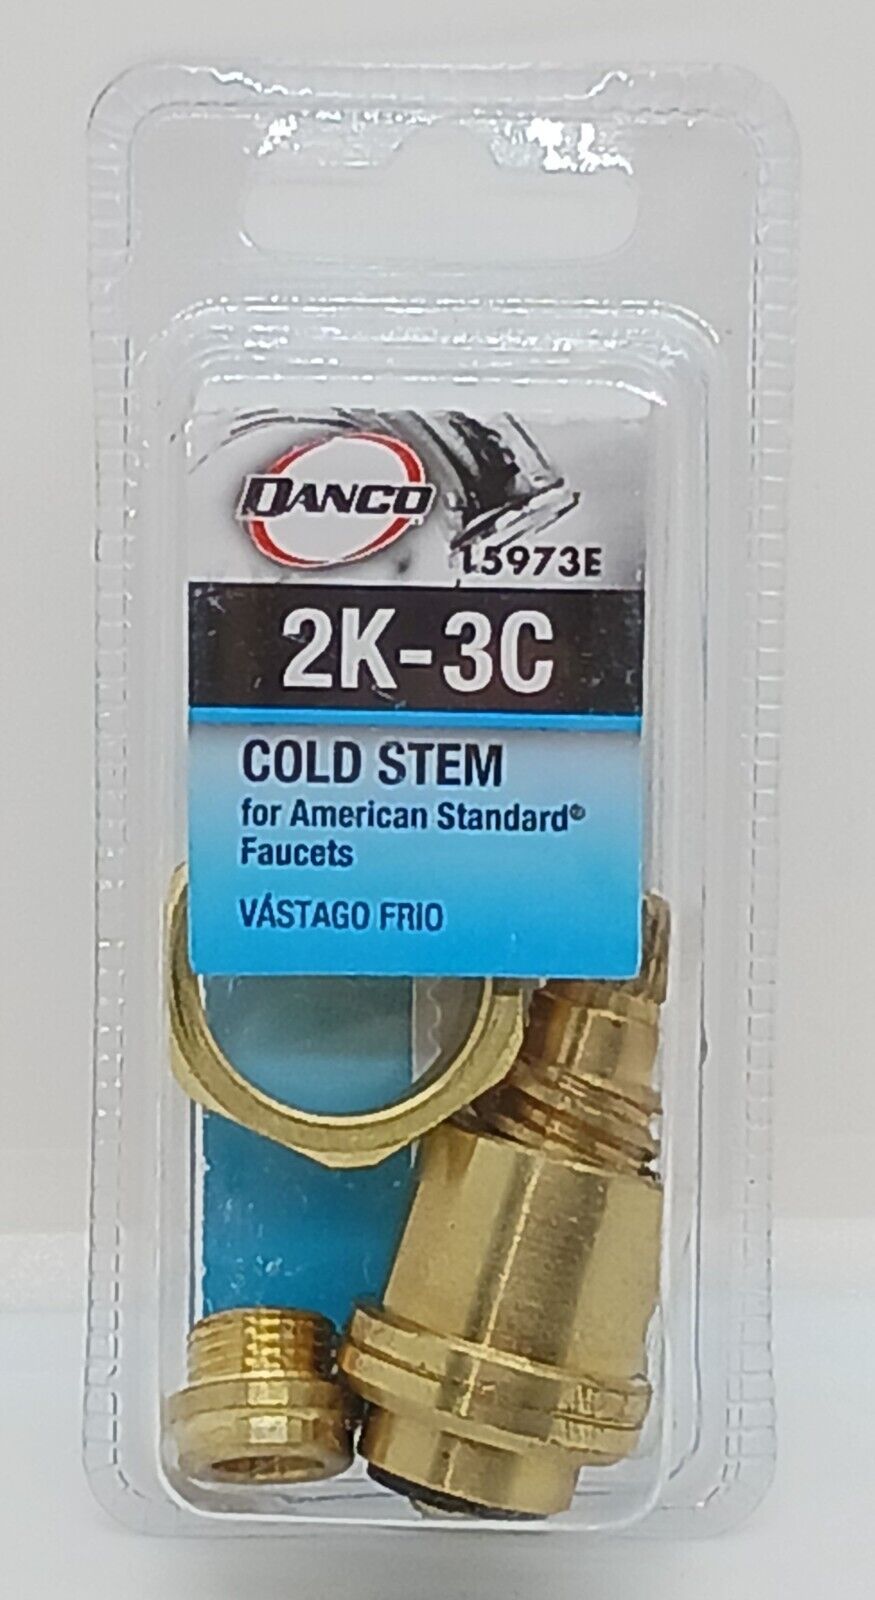 DANCO
15973E
2K-3C
COLD STEM
for American Standard®
Faucets
VÁSTAGO FRIO